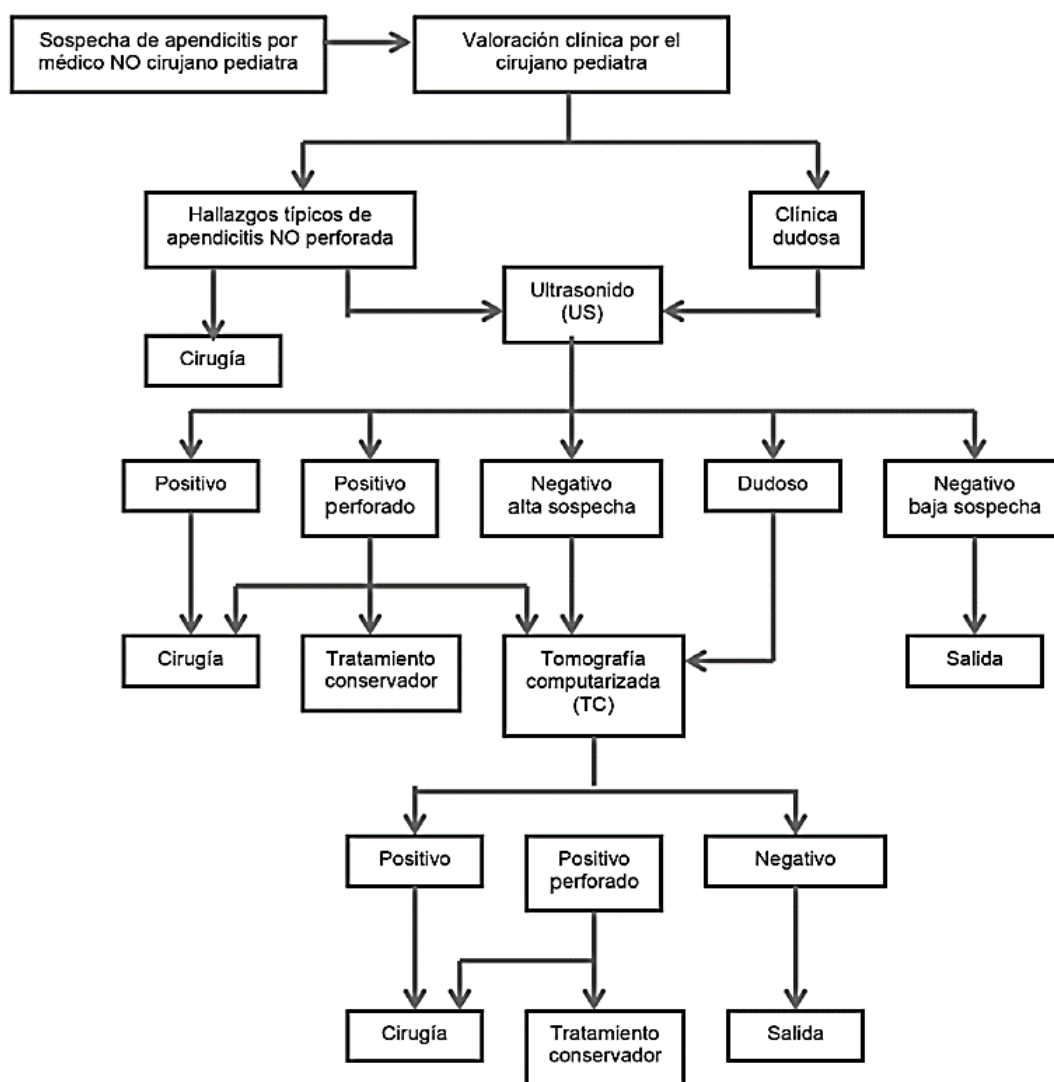 Sospecha de apendicitis por
médico NO cirujano pediatra
Valoración clínica por el
cirujano pediatra
Hallazgos típicos de
apendicitis NO perforada
Clínica
dudosa
Ultrasonido
(US)
Cirugía
Positivo
Positivo
perforado
Negativo
alta sospecha
Dudoso
Negativo
baja sospecha
Cirugía
Tratamiento
conservador
Tomografía
computarizada
(TC)
Salida
Positivo
Positivo
perforado
Negativo
Cirugía
Tratamiento
conservador
Salida